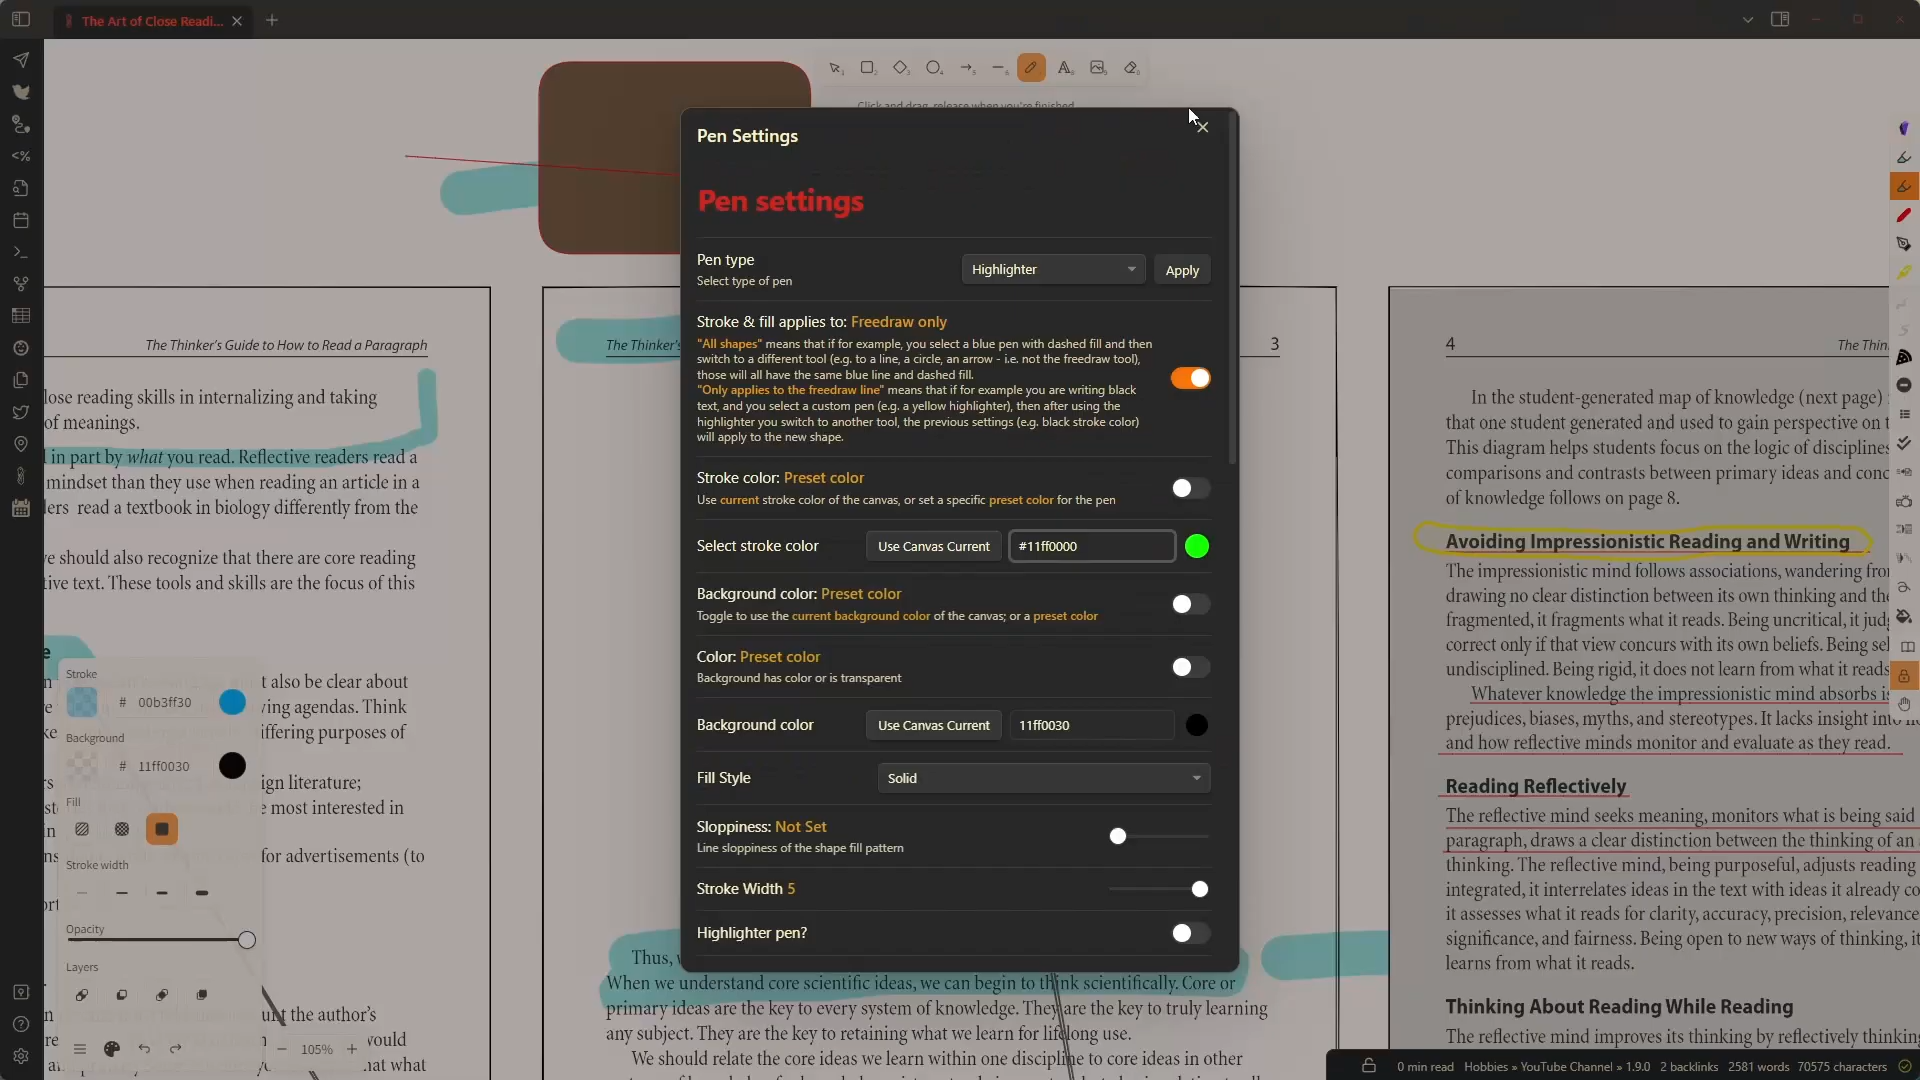 The Art of Close Readi...
Click and drag, release when you're finished
Pen Settings
Pen settings
Pen type
Select type of pen
Highlighter
Apply
Stroke & fill applies to: Freedraw only
"All shapes" means that if for example, you select a blue pen with dashed fill and then
switch to a different tool (e.g. to a line, a circle, an arrow - i.e. not the freedraw tool),
those will all have the same blue line and dashed fill.
"Only applies to the freedraw line" means that if for example you are writing black
text, and you select a custom pen (e.g. a yellow highlighter), then after using the
highlighter you switch to another tool, the previous settings (e.g. black stroke color)
will apply to the new shape.
Stroke color: Preset color
Use current stroke color of the canvas, or set a specific preset color for the pen
Select stroke color
Use Canvas Current
#11ff0000
Background color: Preset color
Toggle to use the current background color of the canvas; or a preset color
Color: Preset color
Background has color or is transparent
Background color
Use Canvas Current
11ff0030
Fill Style
Solid
Sloppiness: Not Set
Line sloppiness of the shape fill pattern
Stroke Width 5
Highlighter pen?
The Thinker's Guide to How to Read a Paragraph
lose reading skills in internalizing and taking
of meanings.
in part by what you read. Reflective readers read a
mindset than they use when reading an article in a
ders read a textbook in biology differently from the
ve should also recognize that there are core reading
tive text. These tools and skills are the focus of this
t also be clear about
ying agendas. Think
iffering purposes of
ign literature;
e most interested in
for advertisements (to
unt the author's
would
hat what
Stroke
# 00b3ff30
Background
# 11ff0030
Fill
Stroke width
Opacity
Layers
105%
The Thinker's
3
Thus,
When we understand core scientific ideas, we can begin to think scientifically. Core or
primary ideas are the key to every system of knowledge. They are the key to truly learning
any subject. They are the key to retaining what we learn for lifelong use.
We should relate the core ideas we learn within one discipline to core ideas in other
4
The Thin
In the student-generated map of knowledge (next page)
that one student generated and used to gain perspective on t
This diagram helps students focus on the logic of disciplines
comparisons and contrasts between primary ideas and conc
of knowledge follows on page 8.
Avoiding Impressionistic Reading and Writing
The impressionistic mind follows associations, wandering fro
drawing no clear distinction between its own thinking and the
fragmented, it fragments what it reads. Being uncritical, it jud
correct only if that view concurs with its own beliefs. Being sel
undisciplined. Being rigid, it does not learn from what it reads
Whatever knowledge the impressionistic mind absorbs is
prejudices, biases, myths, and stereotypes. It lacks insight into
and how reflective minds monitor and evaluate as they read.
Reading Reflectively
The reflective mind seeks meaning, monitors what is being said
paragraph, draws a clear distinction between the thinking of an
thinking. The reflective mind, being purposeful, adjusts reading
integrated, it interrelates ideas in the text with ideas it already co
it assesses what it reads for clarity, accuracy, precision, relevance
significance, and fairness. Being open to new ways of thinking, it
learns from what it reads.
Thinking About Reading While Reading
The reflective mind improves its thinking by reflectively thinking
0 min read Hobbies » YouTube Channel » 1.9.0 2 backlinks 2581 words 70575 characters